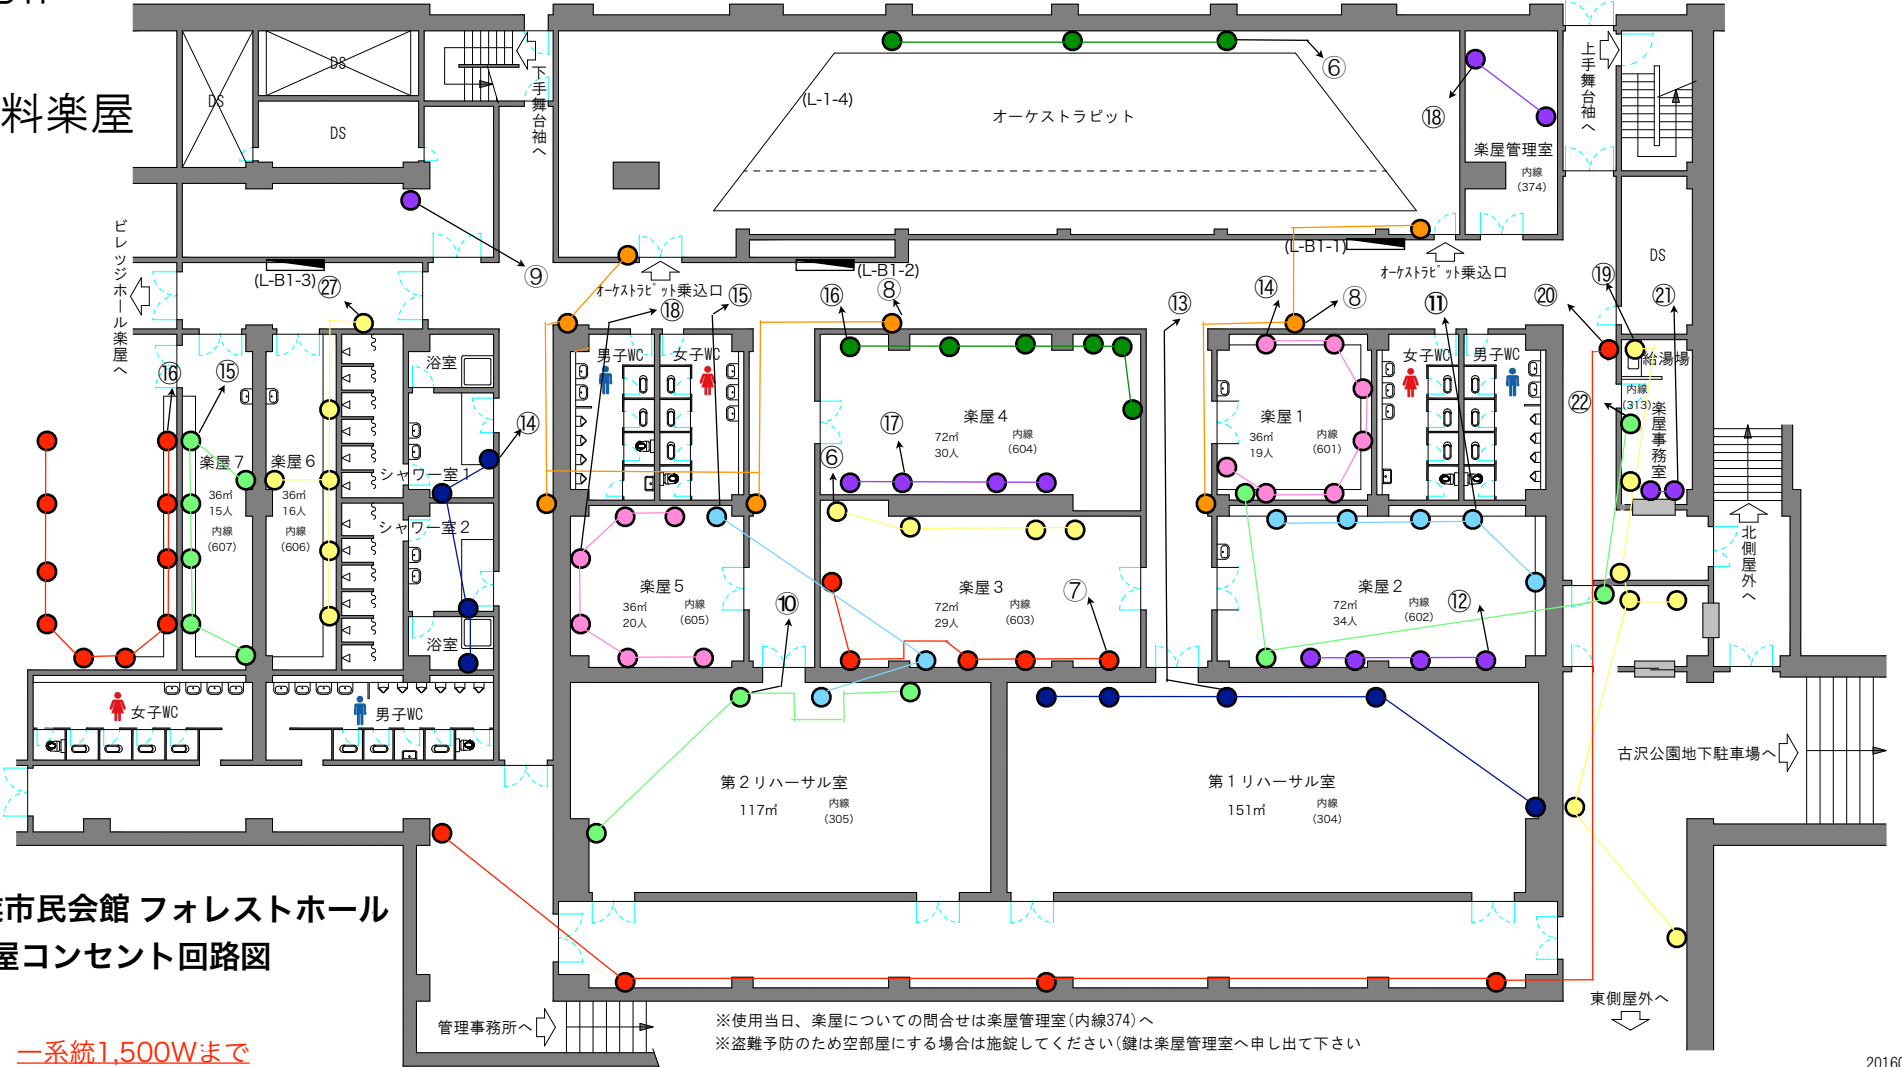 料楽屋
DS
DS
DS
下手舞台袖へ
(L-1-4)
オーケストラピット
⑥
⑱
楽屋管理室
内線
(374)
上手舞台袖へ
DS
ビレッジホール楽屋へ
(L-B1-3)
㉗
⑨
オーケストラピット乗込口
⑱
⑮
(L-B1-2)
⑧
⑯
(L-B1-1)
オーケストラピット乗込口
⑬
⑭
⑧
⑪
⑳
⑲
㉑
⑯
⑮
浴室
⑭
男子WC
女子WC
楽屋4
72㎡
30人
内線
(604)
⑰
⑥
楽屋1
36㎡
19人
内線
(601)
女子WC
男子WC
㉒
給湯場
内線
(313)
楽屋事務室
楽屋7
36㎡
15人
内線
(607)
楽屋6
36㎡
16人
内線
(606)
シャワー室1
シャワー室2
浴室
楽屋5
36㎡
20人
内線
(605)
⑩
楽屋3
72㎡
29人
内線
(603)
⑦
楽屋2
72㎡
34人
内線
(602)
⑫
北側屋外へ
女子WC
男子WC
第2リハーサル室
117㎡
内線
(305)
第1リハーサル室
151㎡
内線
(304)
古沢公園地下駐車場へ
市民会館 フォレストホール
屋コンセント回路図
一系統1,500Wまで
管理事務所へ
東側屋外へ
※使用当日、楽屋についての問合せは楽屋管理室(内線374)へ
※盗難予防のため空部屋にする場合は施錠してください(鍵は楽屋管理室へ申し出て下さい
20160